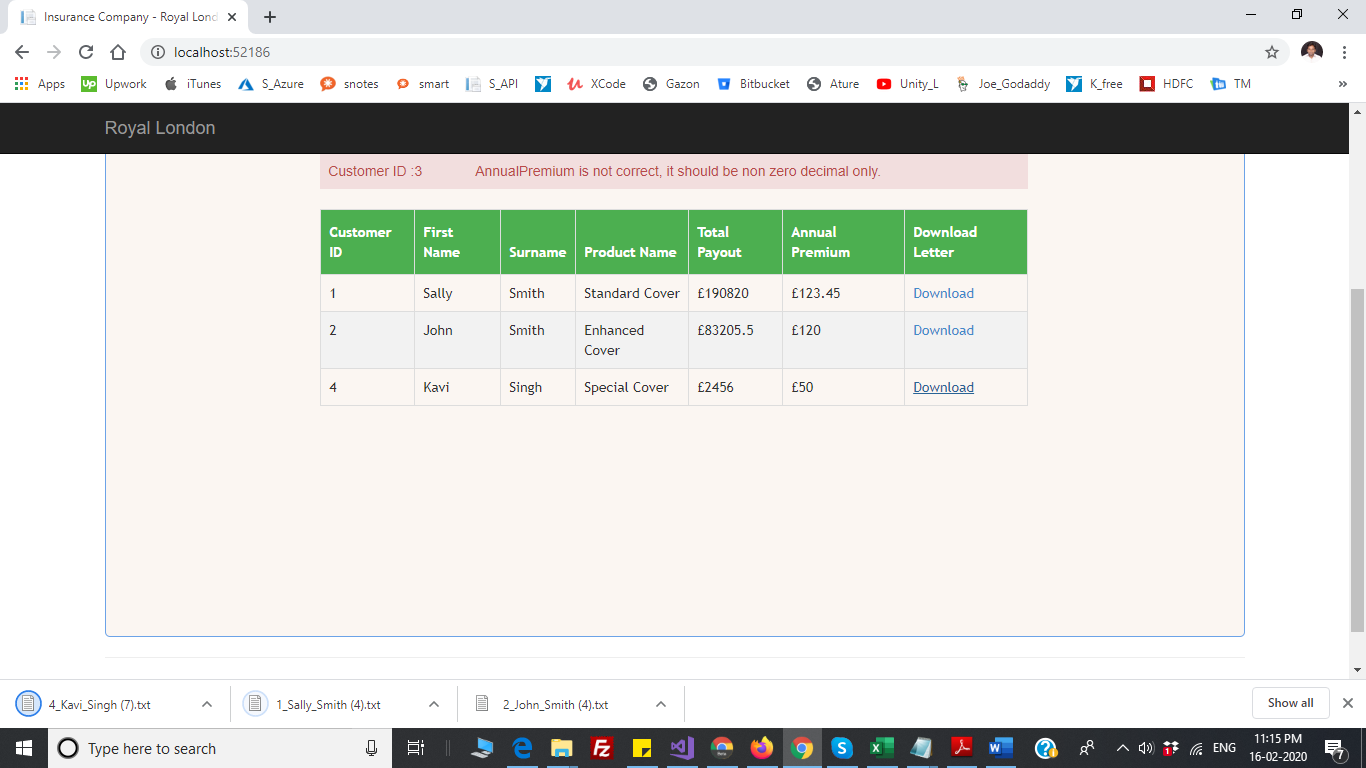 Insurance Company - Royal Lond
localhost:52186
Apps Upwork iTunes S_Azure snotes smart S_API XCode Gazon Bitbucket Ature Unity_L Joe_Godaddy K_free HDFC TM »
Royal London
Customer ID :3 AnnualPremium is not correct, it should be non zero decimal only.
Customer ID First Name Surname Product Name Total Payout Annual Premium Download Letter
1 Sally Smith Standard Cover £190820 £123.45 Download
2 John Smith Enhanced Cover £83205.5 £120 Download
4 Kavi Singh Special Cover £2456 £50 Download
4_Kavi_Singh (7).txt 1_Sally_Smith (4).txt 2_John_Smith (4).txt Show all
Type here to search ENG 11:15 PM
16-02-2020 7